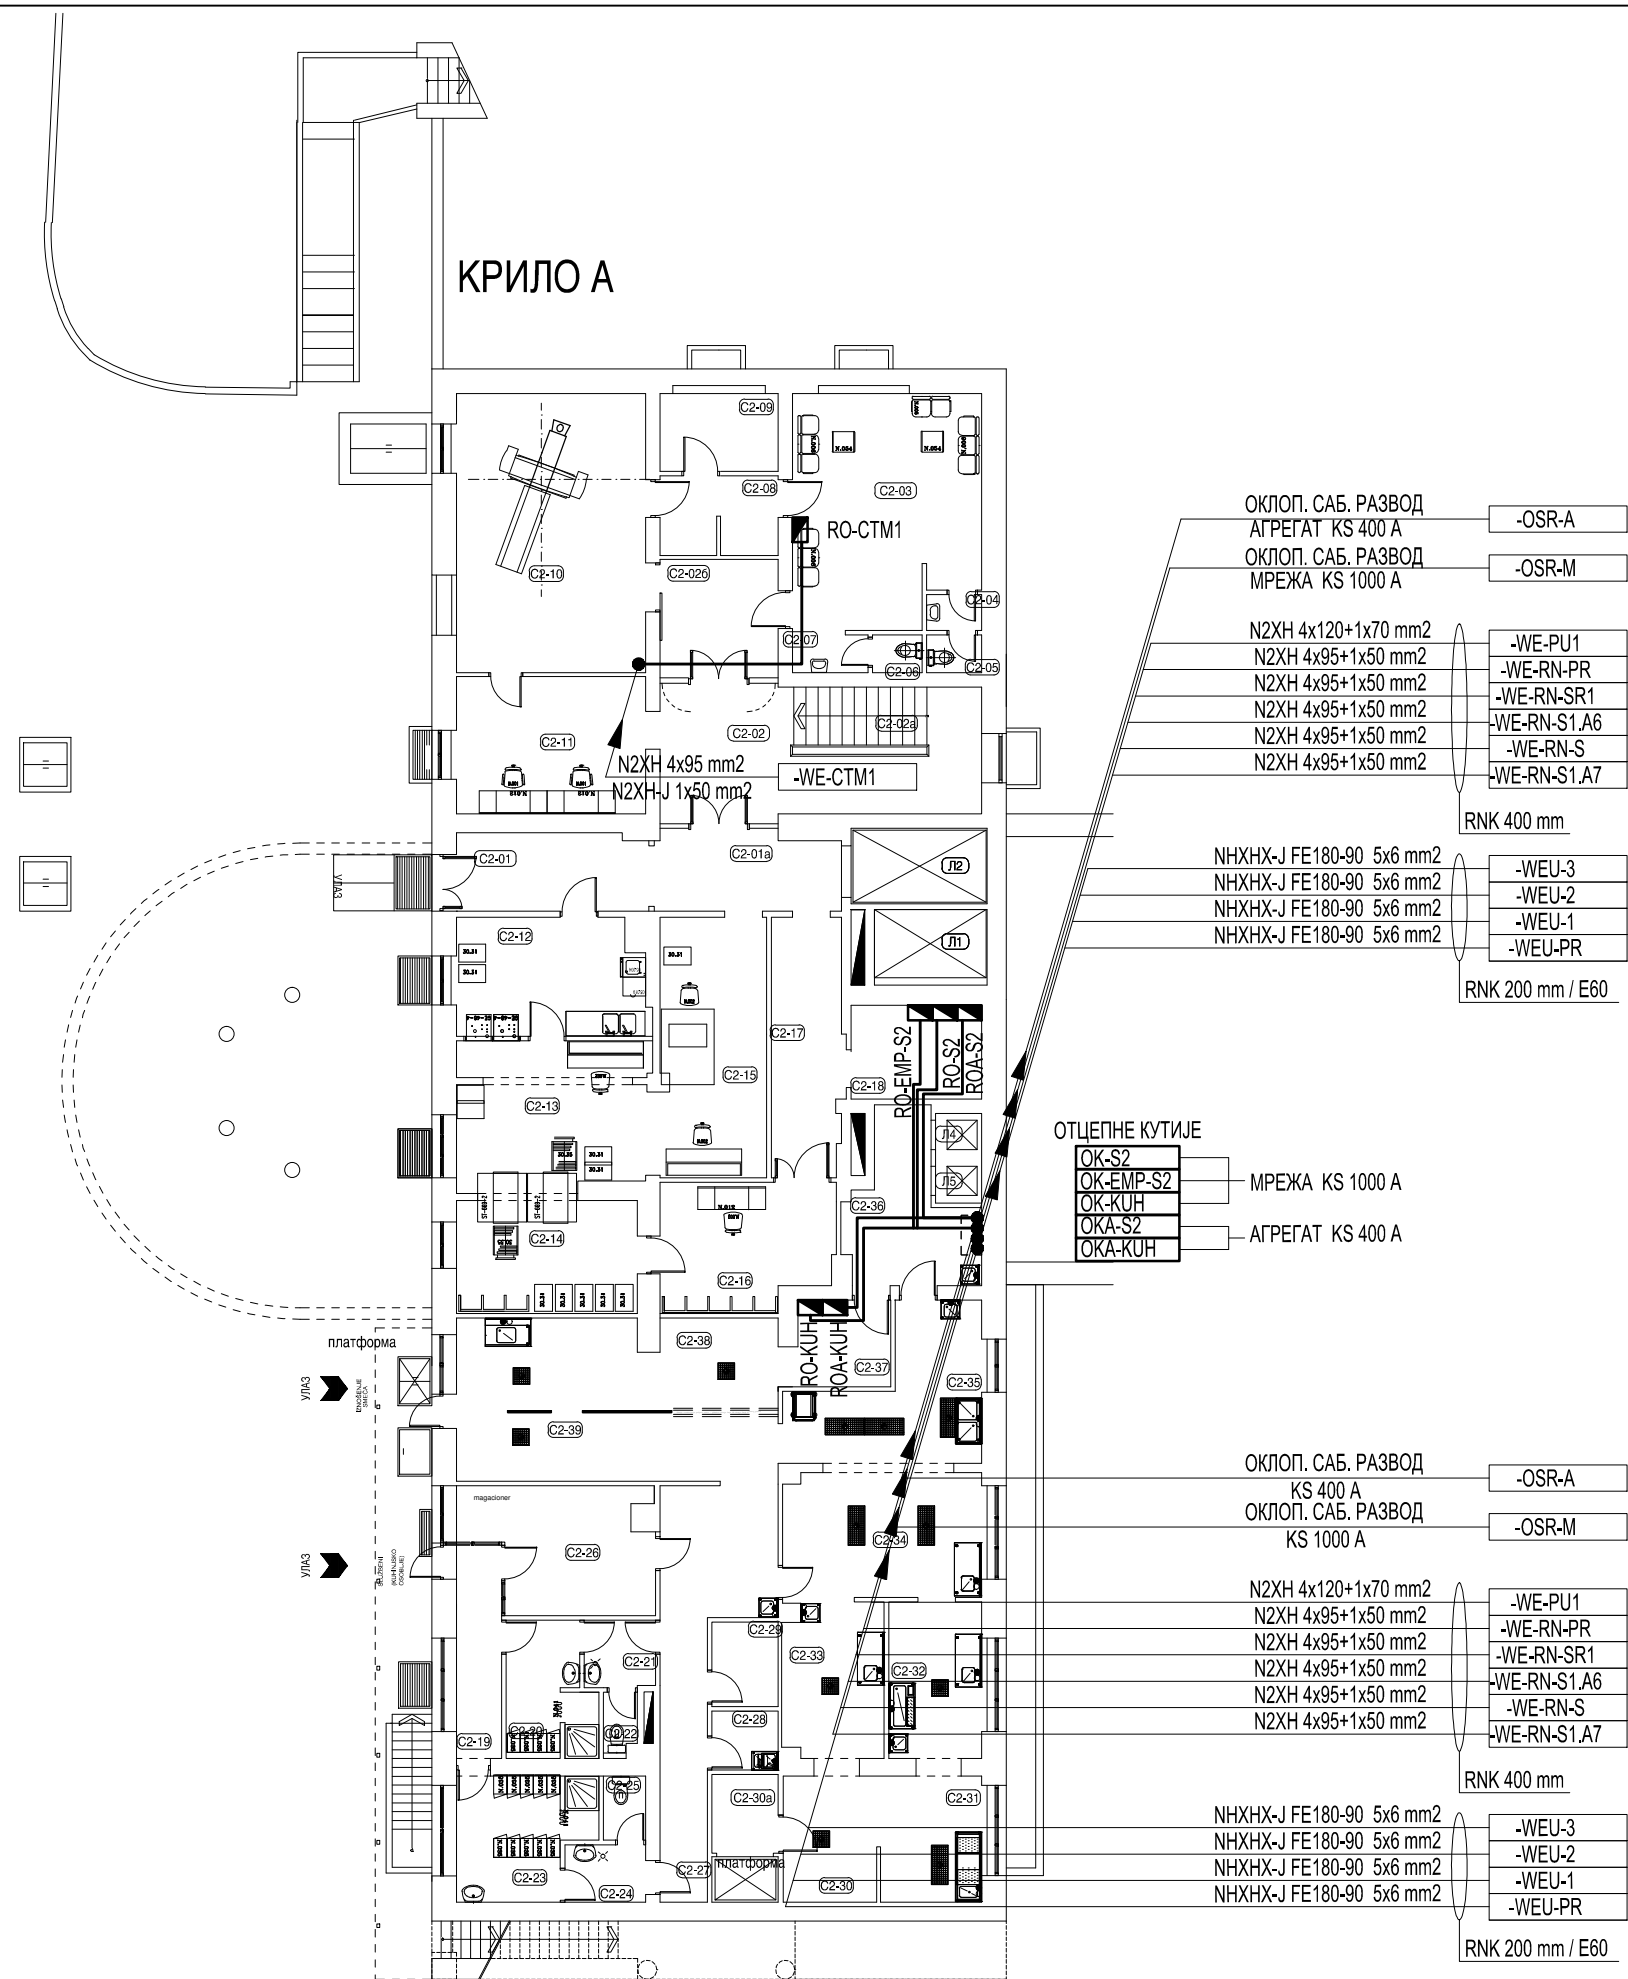 КРИЛО А
C2-09
C2-08
C2-03
RO-CTM1
C2-10
C2-02б
C2-04
C2-07
C2-06
C2-05
C2-02
C2-02a
C2-11
N2XH 4x95 mm2
N2XH-J 1x50 mm2
-WE-CTM1
C2-01
C2-01a
УЛАЗ
Л2
Л1
C2-12
C2-17
C2-15
C2-18
C2-13
RO-EMP-S2
RO-S2
ROA-S2
Л4
Л5
C2-36
C2-14
C2-16
RO-KUH
ROA-KUH
C2-38
C2-37
C2-35
C2-39
платформа
УЛАЗ
IZNOŠENJE
SMEĆA
magacioner
C2-26
C2-34
УЛАЗ
SLUŽBENI
(KUHINJSKO
OSOBLJE)
C2-29
C2-33
C2-32
C2-21
C2-20
C2-22
C2-19
C2-28
C2-25
C2-30a
C2-31
C2-23
C2-24
C2-27
платформа
C2-30
ОКЛОП. САБ. РАЗВОД
АГРЕГАТ KS 400 A
-OSR-A
ОКЛОП. САБ. РАЗВОД
МРЕЖА KS 1000 A
-OSR-M
N2XH 4x120+1x70 mm2
-WE-PU1
N2XH 4x95+1x50 mm2
-WE-RN-PR
N2XH 4x95+1x50 mm2
-WE-RN-SR1
N2XH 4x95+1x50 mm2
-WE-RN-S1.A6
N2XH 4x95+1x50 mm2
-WE-RN-S
N2XH 4x95+1x50 mm2
-WE-RN-S1.A7
RNK 400 mm
NHXHX-J FE180-90 5x6 mm2
-WEU-3
NHXHX-J FE180-90 5x6 mm2
-WEU-2
NHXHX-J FE180-90 5x6 mm2
-WEU-1
NHXHX-J FE180-90 5x6 mm2
-WEU-PR
RNK 200 mm / E60
ОТЦЕПНЕ КУТИЈЕ
OK-S2
OK-EMP-S2
OK-KUH
OKA-S2
OKA-KUH
МРЕЖА KS 1000 A
АГРЕГАТ KS 400 A
ОКЛОП. САБ. РАЗВОД
KS 400 A
-OSR-A
ОКЛОП. САБ. РАЗВОД
KS 1000 A
-OSR-M
N2XH 4x120+1x70 mm2
-WE-PU1
N2XH 4x95+1x50 mm2
-WE-RN-PR
N2XH 4x95+1x50 mm2
-WE-RN-SR1
N2XH 4x95+1x50 mm2
-WE-RN-S1.A6
N2XH 4x95+1x50 mm2
-WE-RN-S
N2XH 4x95+1x50 mm2
-WE-RN-S1.A7
RNK 400 mm
NHXHX-J FE180-90 5x6 mm2
-WEU-3
NHXHX-J FE180-90 5x6 mm2
-WEU-2
NHXHX-J FE180-90 5x6 mm2
-WEU-1
NHXHX-J FE180-90 5x6 mm2
-WEU-PR
RNK 200 mm / E60